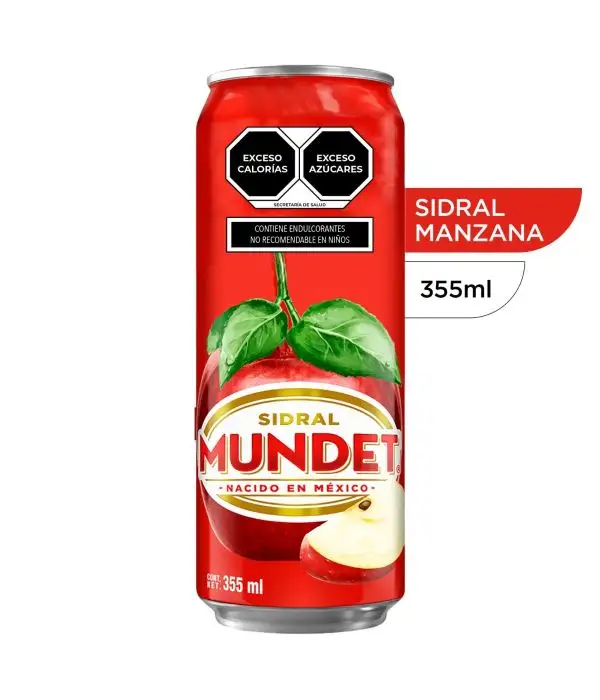 EXCESO
CALORÍAS
EXCESO
AZÚCARES
SECRETARÍA DE SALUD
CONTIENE ENDULCORANTES
NO RECOMENDABLE EN NIÑOS
SIDRAL
MANZANA
355ml
SIDRAL
MUNDET®
- NACIDO EN MÉXICO -
CONT.
NET. 355 ml